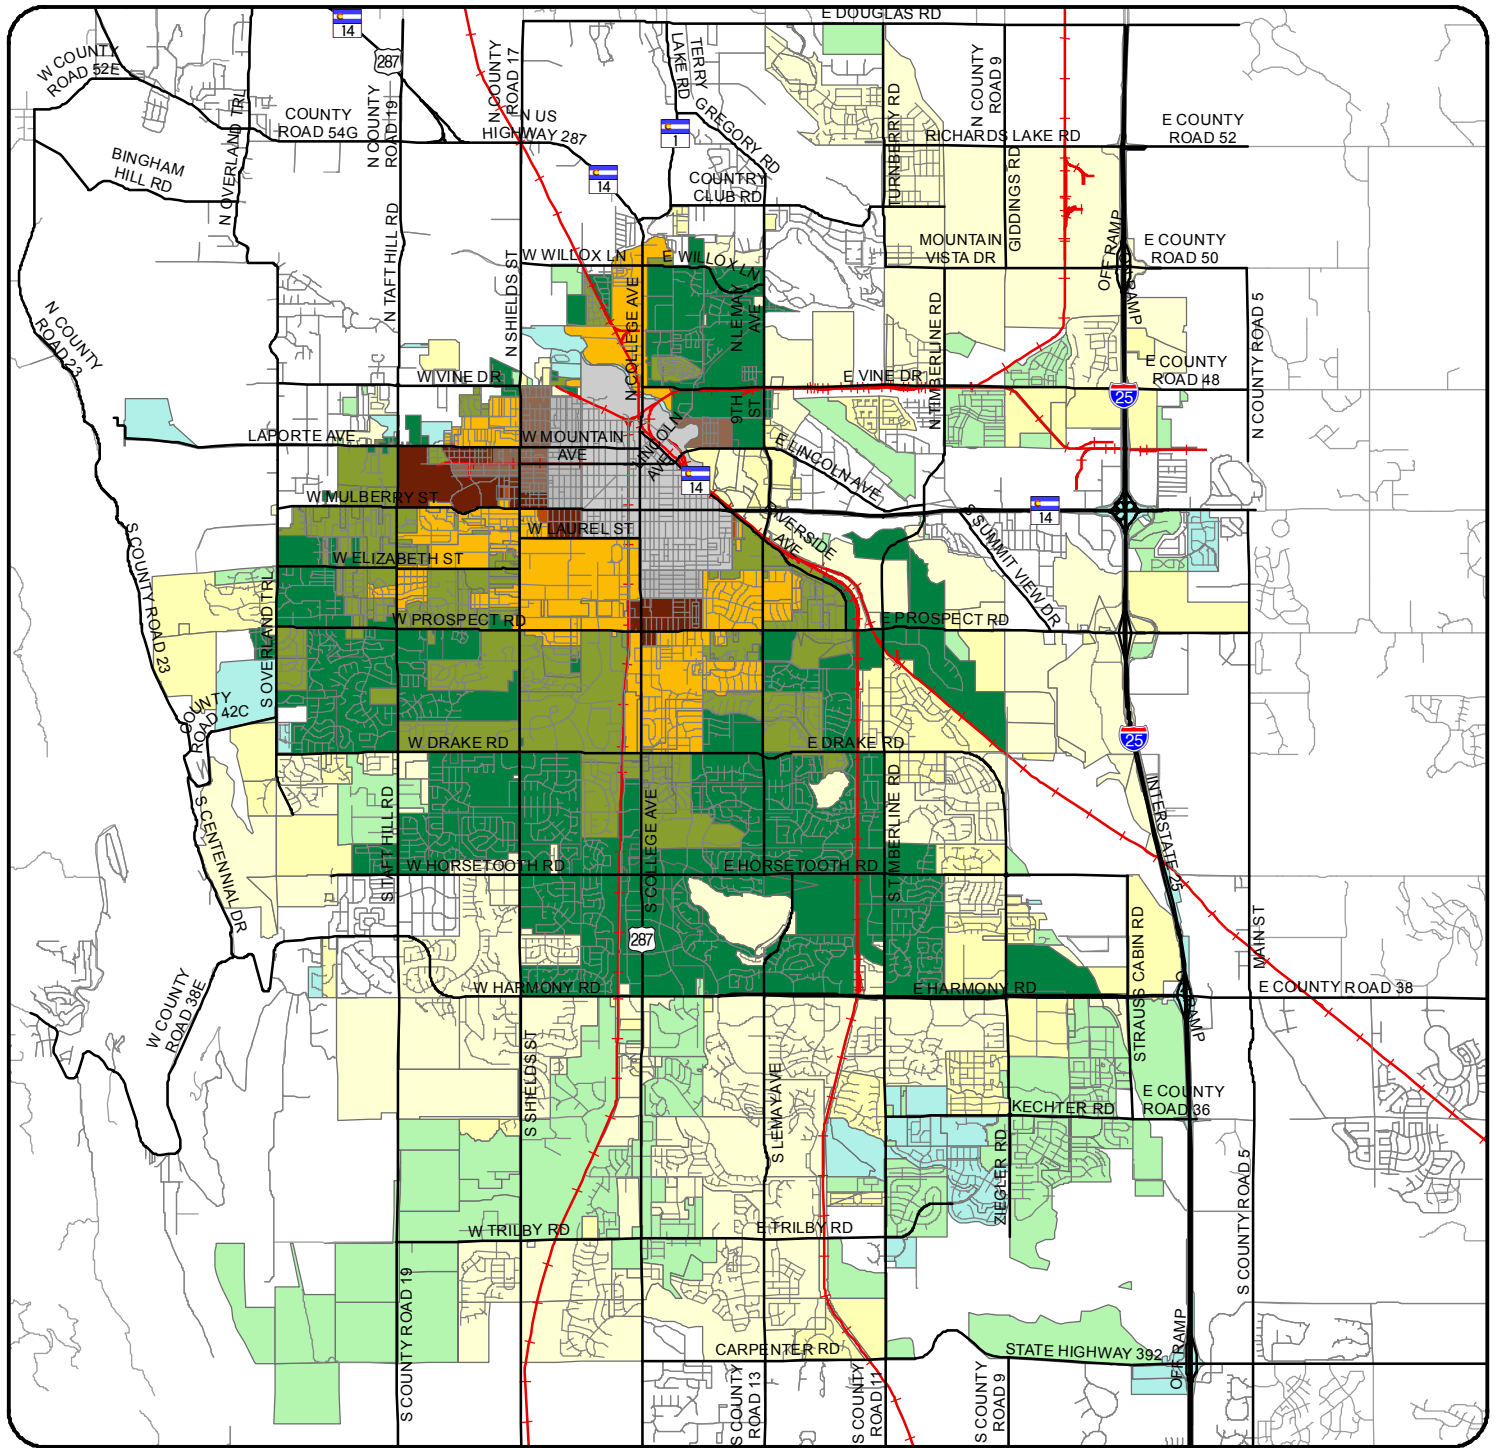 E DOUGLAS RD
14
287
W COUNTY
ROAD 52E
N COUNTY
ROAD 17
TERRY
LAKE RD
N COUNTY
ROAD 9
N OVERLAND TRL
COUNTY
ROAD 54G
N COUNTY
ROAD 19
N US
HIGHWAY 287
1
GREGORY RD
TURNBERRY RD
RICHARDS LAKE RD
E COUNTY
ROAD 52
BINGHAM
HILL RD
14
COUNTRY
CLUB RD
GIDDINGS RD
N TAFT HILL RD
N SHIELDS ST
W WILLOX LN
E WILLOX LN
MOUNTAIN
VISTA DR
OFF RAMP
ON RAMP
E COUNTY
ROAD 50
N COLLEGE AVE
N LEMAY
AVE
N TIMBERLINE RD
N COUNTY ROAD 5
N COUNTY
ROAD 23
W VINE DR
E VINE DR
E COUNTY
ROAD 48
25
9TH
ST
LAPORTE AVE
W MOUNTAIN
AVE
LINCOLN
AVE
E LINCOLN AVE
14
W MULBERRY ST
14
W LAUREL ST
RIVERSIDE
AVE
S SUMMIT VIEW DR
S COUNTY ROAD 23
W ELIZABETH ST
S OVERLAND TRL
W PROSPECT RD
E PROSPECT RD
COUNTY
ROAD 42C
W DRAKE RD
E DRAKE RD
25
INTERSTATE 25
S CENTENNIAL DR
S TAFT HILL RD
S COLLEGE AVE
S TIMBERLINE RD
W HORSETOOTH RD
E HORSETOOTH RD
287
STRAUSS CABIN RD
MAIN ST
W COUNTY
ROAD 38E
W HARMONY RD
E HARMONY RD
E COUNTY ROAD 38
S SHIELDS ST
S LEMAY AVE
KECHTER RD
E COUNTY
ROAD 36
ZIEGLER RD
S COUNTY ROAD 5
W TRILBY RD
E TRILBY RD
S COUNTY ROAD 19
CARPENTER RD
STATE HIGHWAY 392
OFF RAMP
S COUNTY
ROAD 13
S COUNTY
ROAD 11
S COUNTY
ROAD 9